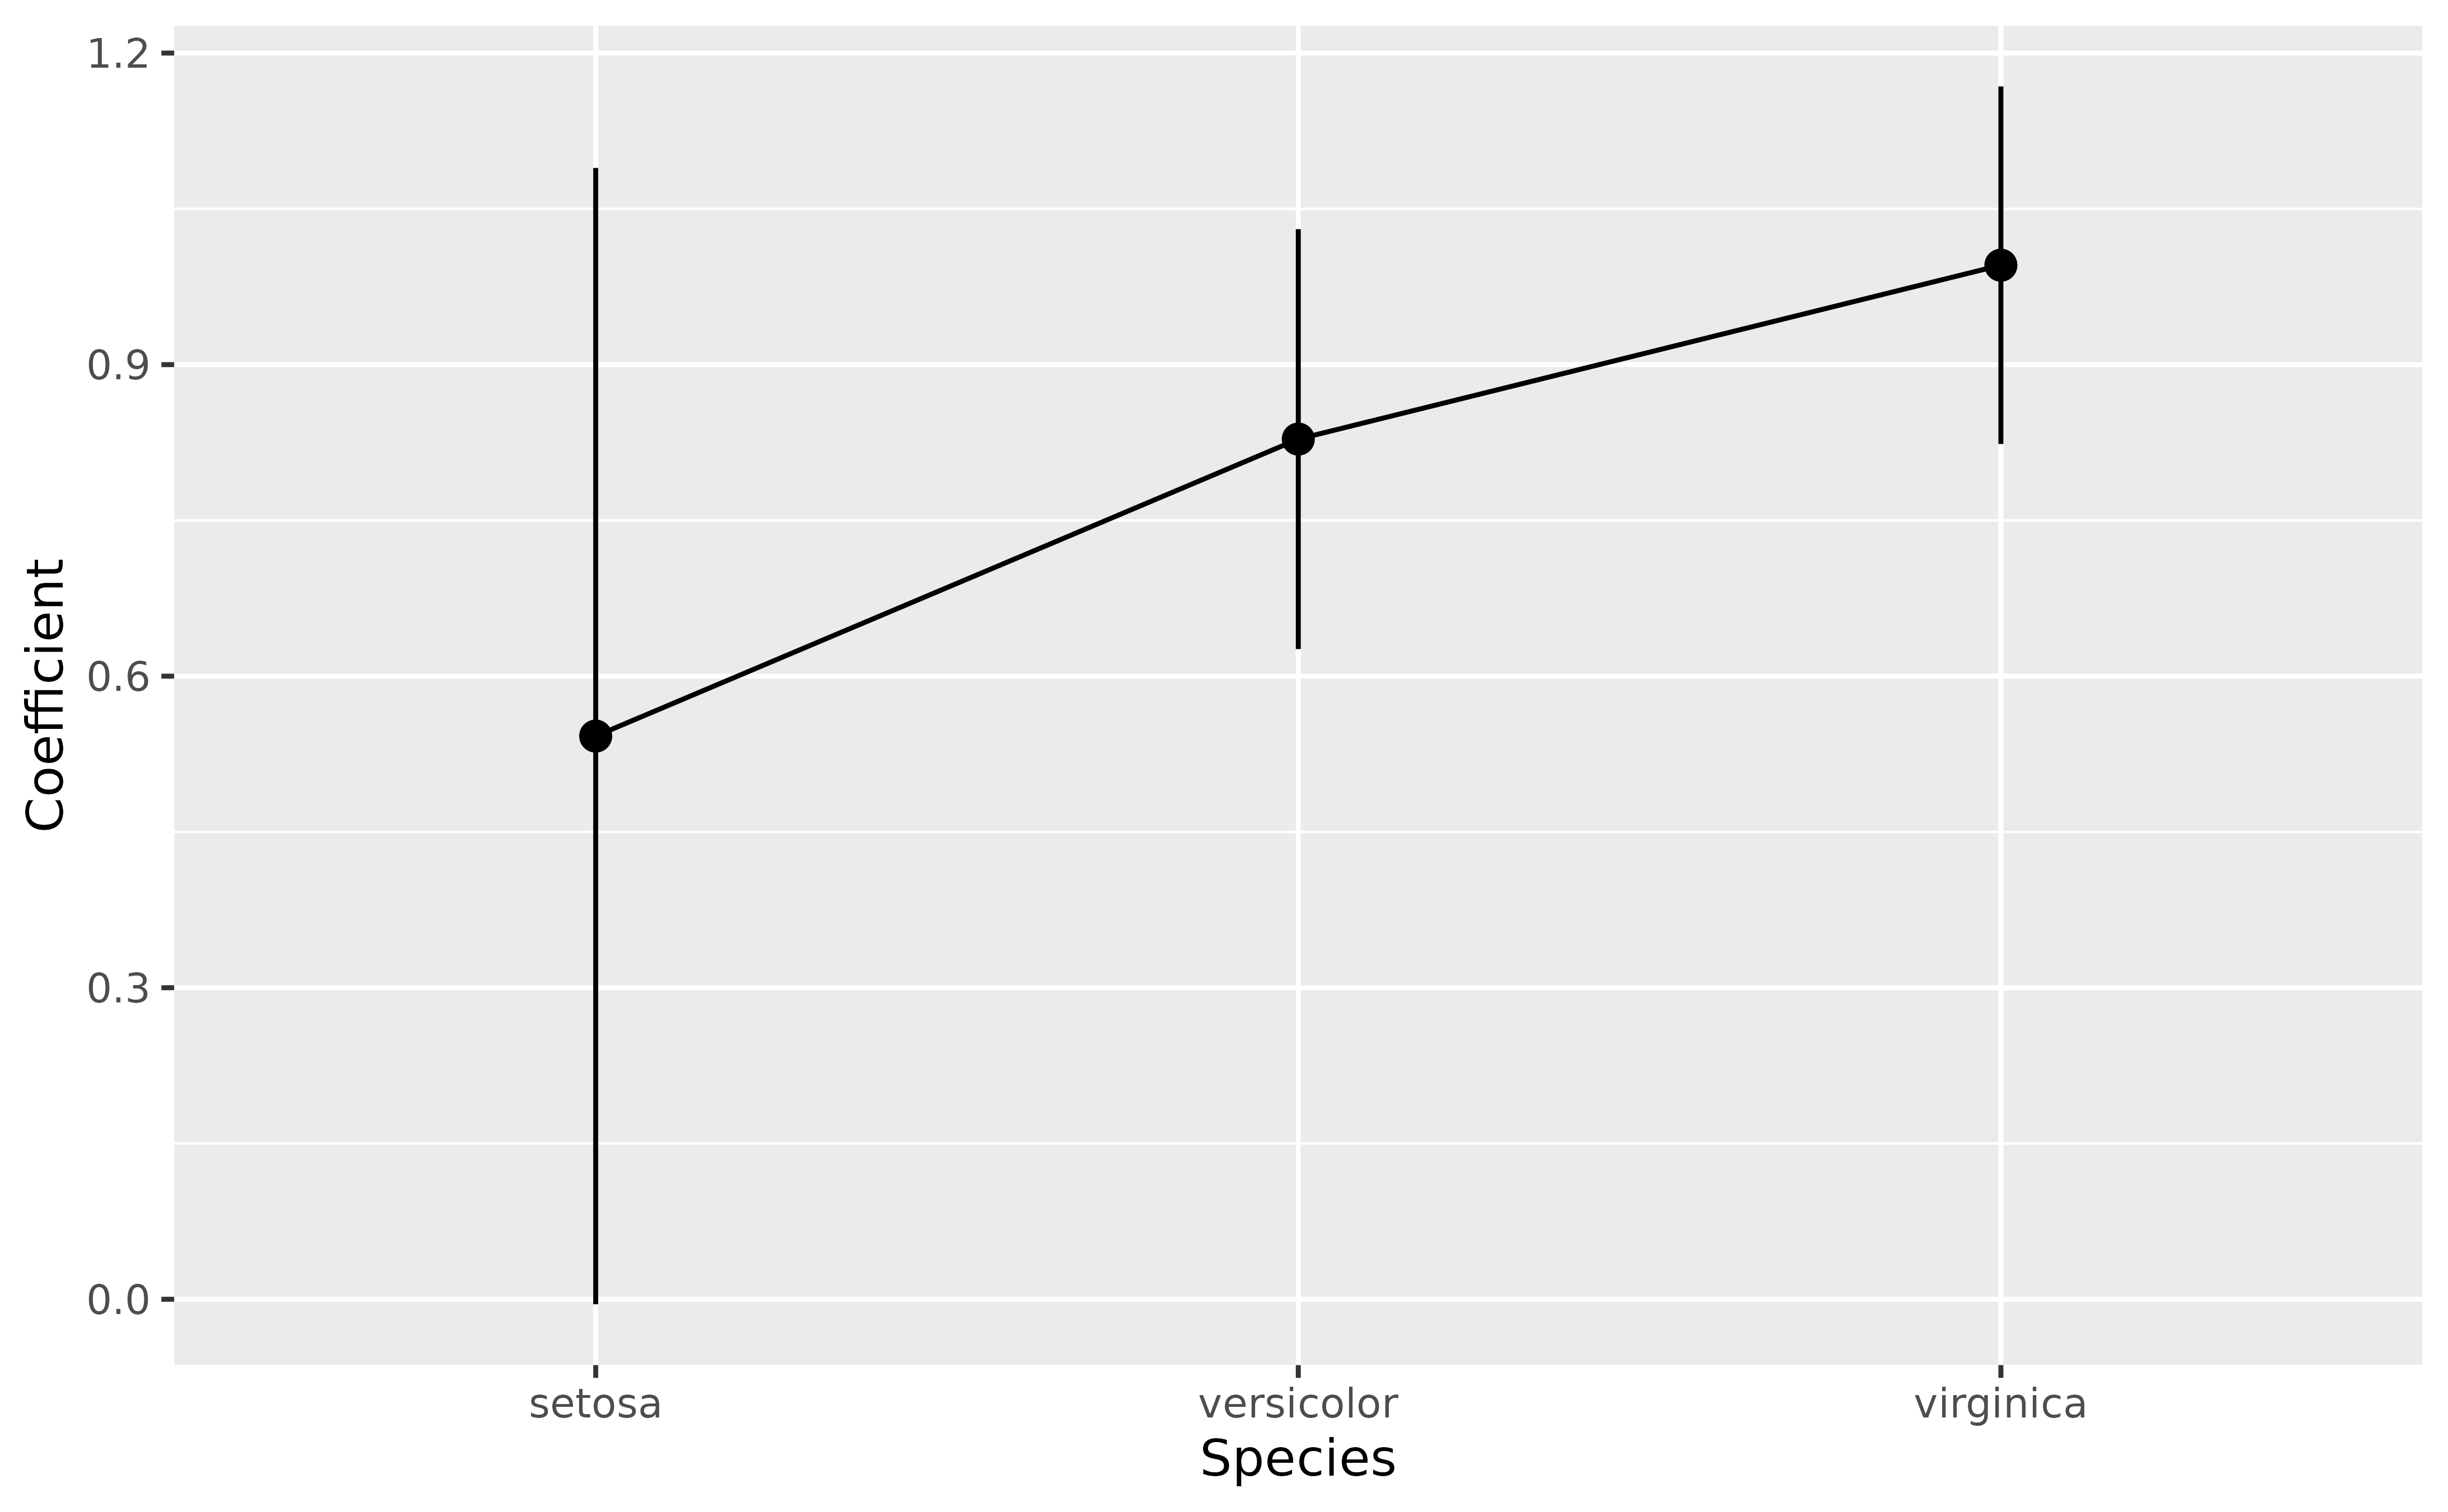 1.2
0.9
0.6
0.3
0.0
Coefficient
setosa versicolor virginica
Species